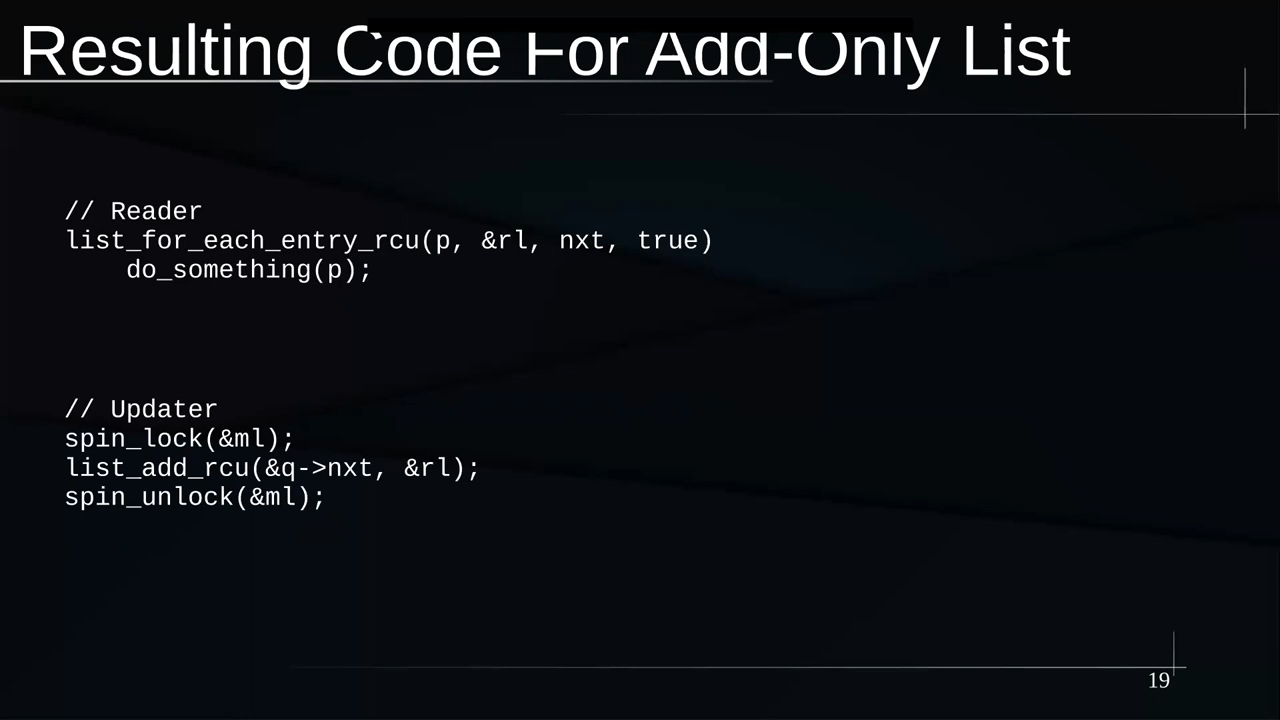 Resulting Code For Add-Only List
// Reader
list_for_each_entry_rcu(p, &rl, nxt, true)
    do_something(p);
// Updater
spin_lock(&ml);
list_add_rcu(&q->nxt, &rl);
spin_unlock(&ml);
19